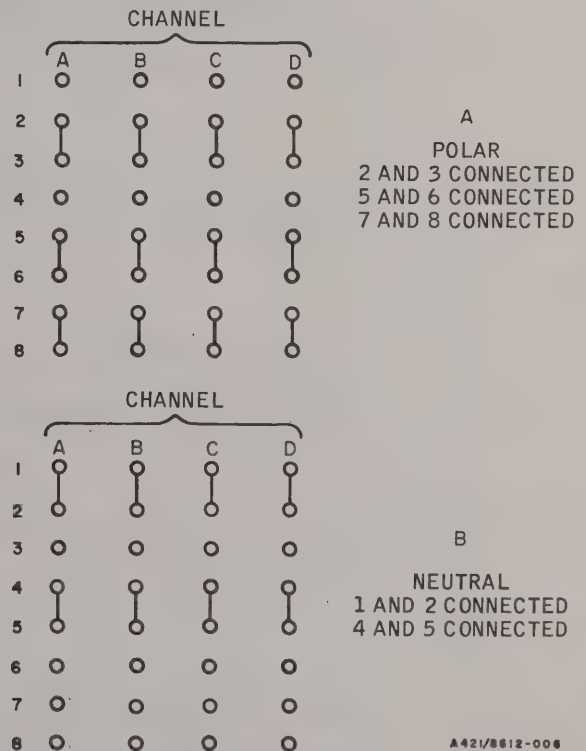 CHANNEL
A B C D
1
2
3
4
5
6
7
8
A
POLAR
2 AND 3 CONNECTED
5 AND 6 CONNECTED
7 AND 8 CONNECTED
CHANNEL
A B C D
1
2
3
4
5
6
7
8
B
NEUTRAL
1 AND 2 CONNECTED
4 AND 5 CONNECTED
A421/8612-006